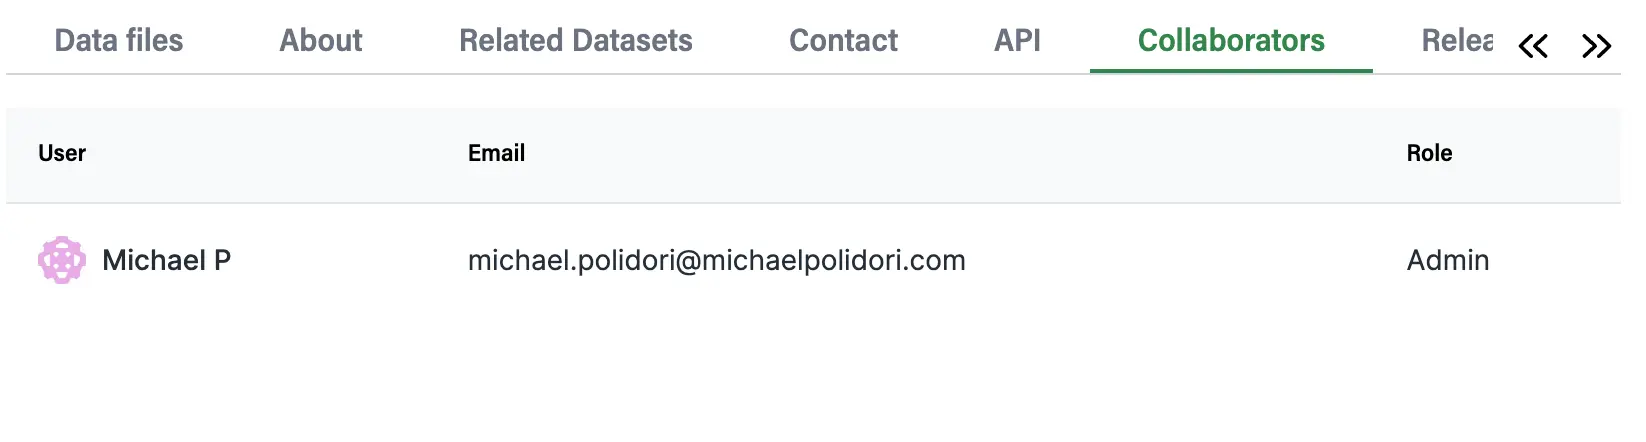 Data files About Related Datasets Contact API Collaborators Relea
User Email Role
Michael P michael.polidori@michaelpolidori.com Admin